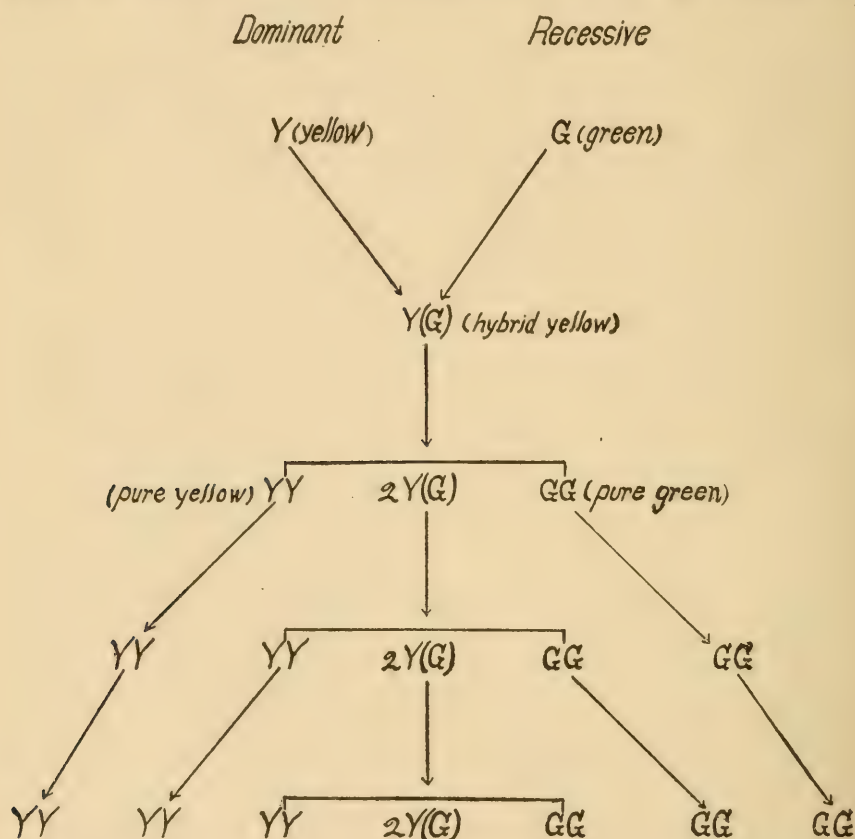 Dominant Recessive
Y (yellow) G (green)
Y(G) (hybrid yellow)
(pure yellow) YY 2Y(G) GG (pure green)
YY YY 2Y(G) GG GG
YY YY YY 2Y(G) GG GG GG